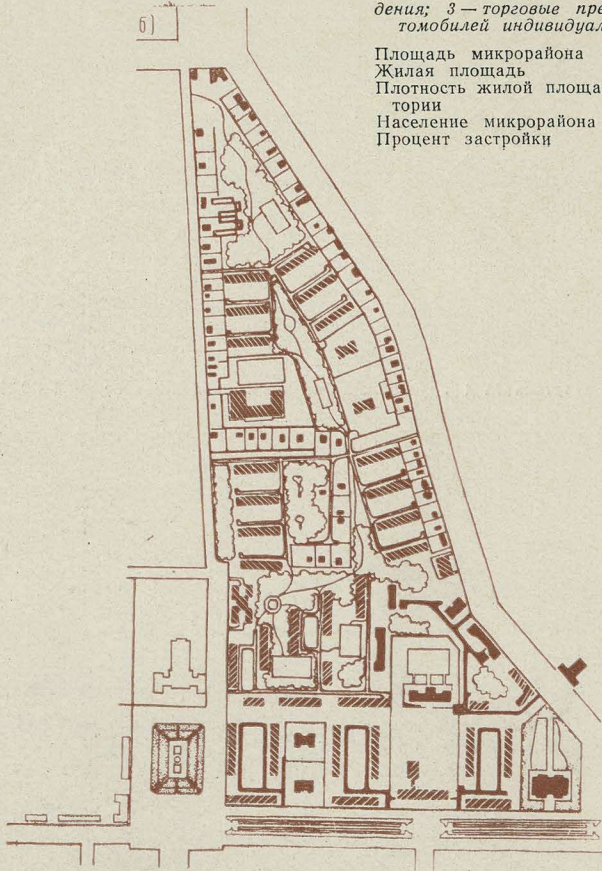 б)
дения; 3 — торговые пре
томобилей индивидуал
Площадь микрорайона
Жилая площадь
Плотность жилой площа
тории
Население микрорайона
Процент застройки